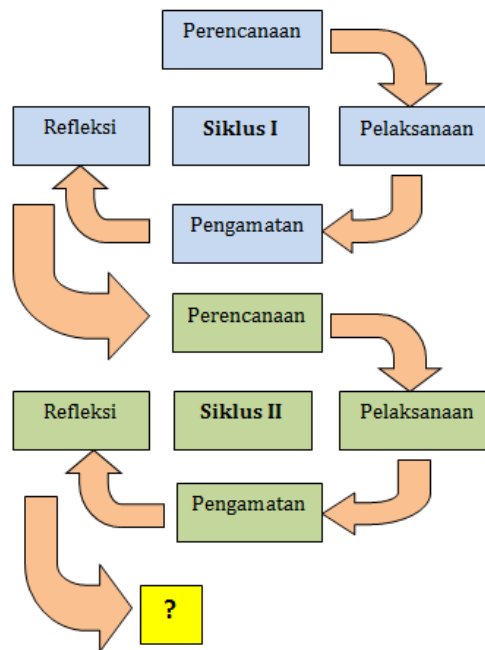 Perencanaan
Refleksi
Siklus I
Pelaksanaan
Pengamatan
Perencanaan
Refleksi
Siklus II
Pelaksanaan
Pengamatan
?